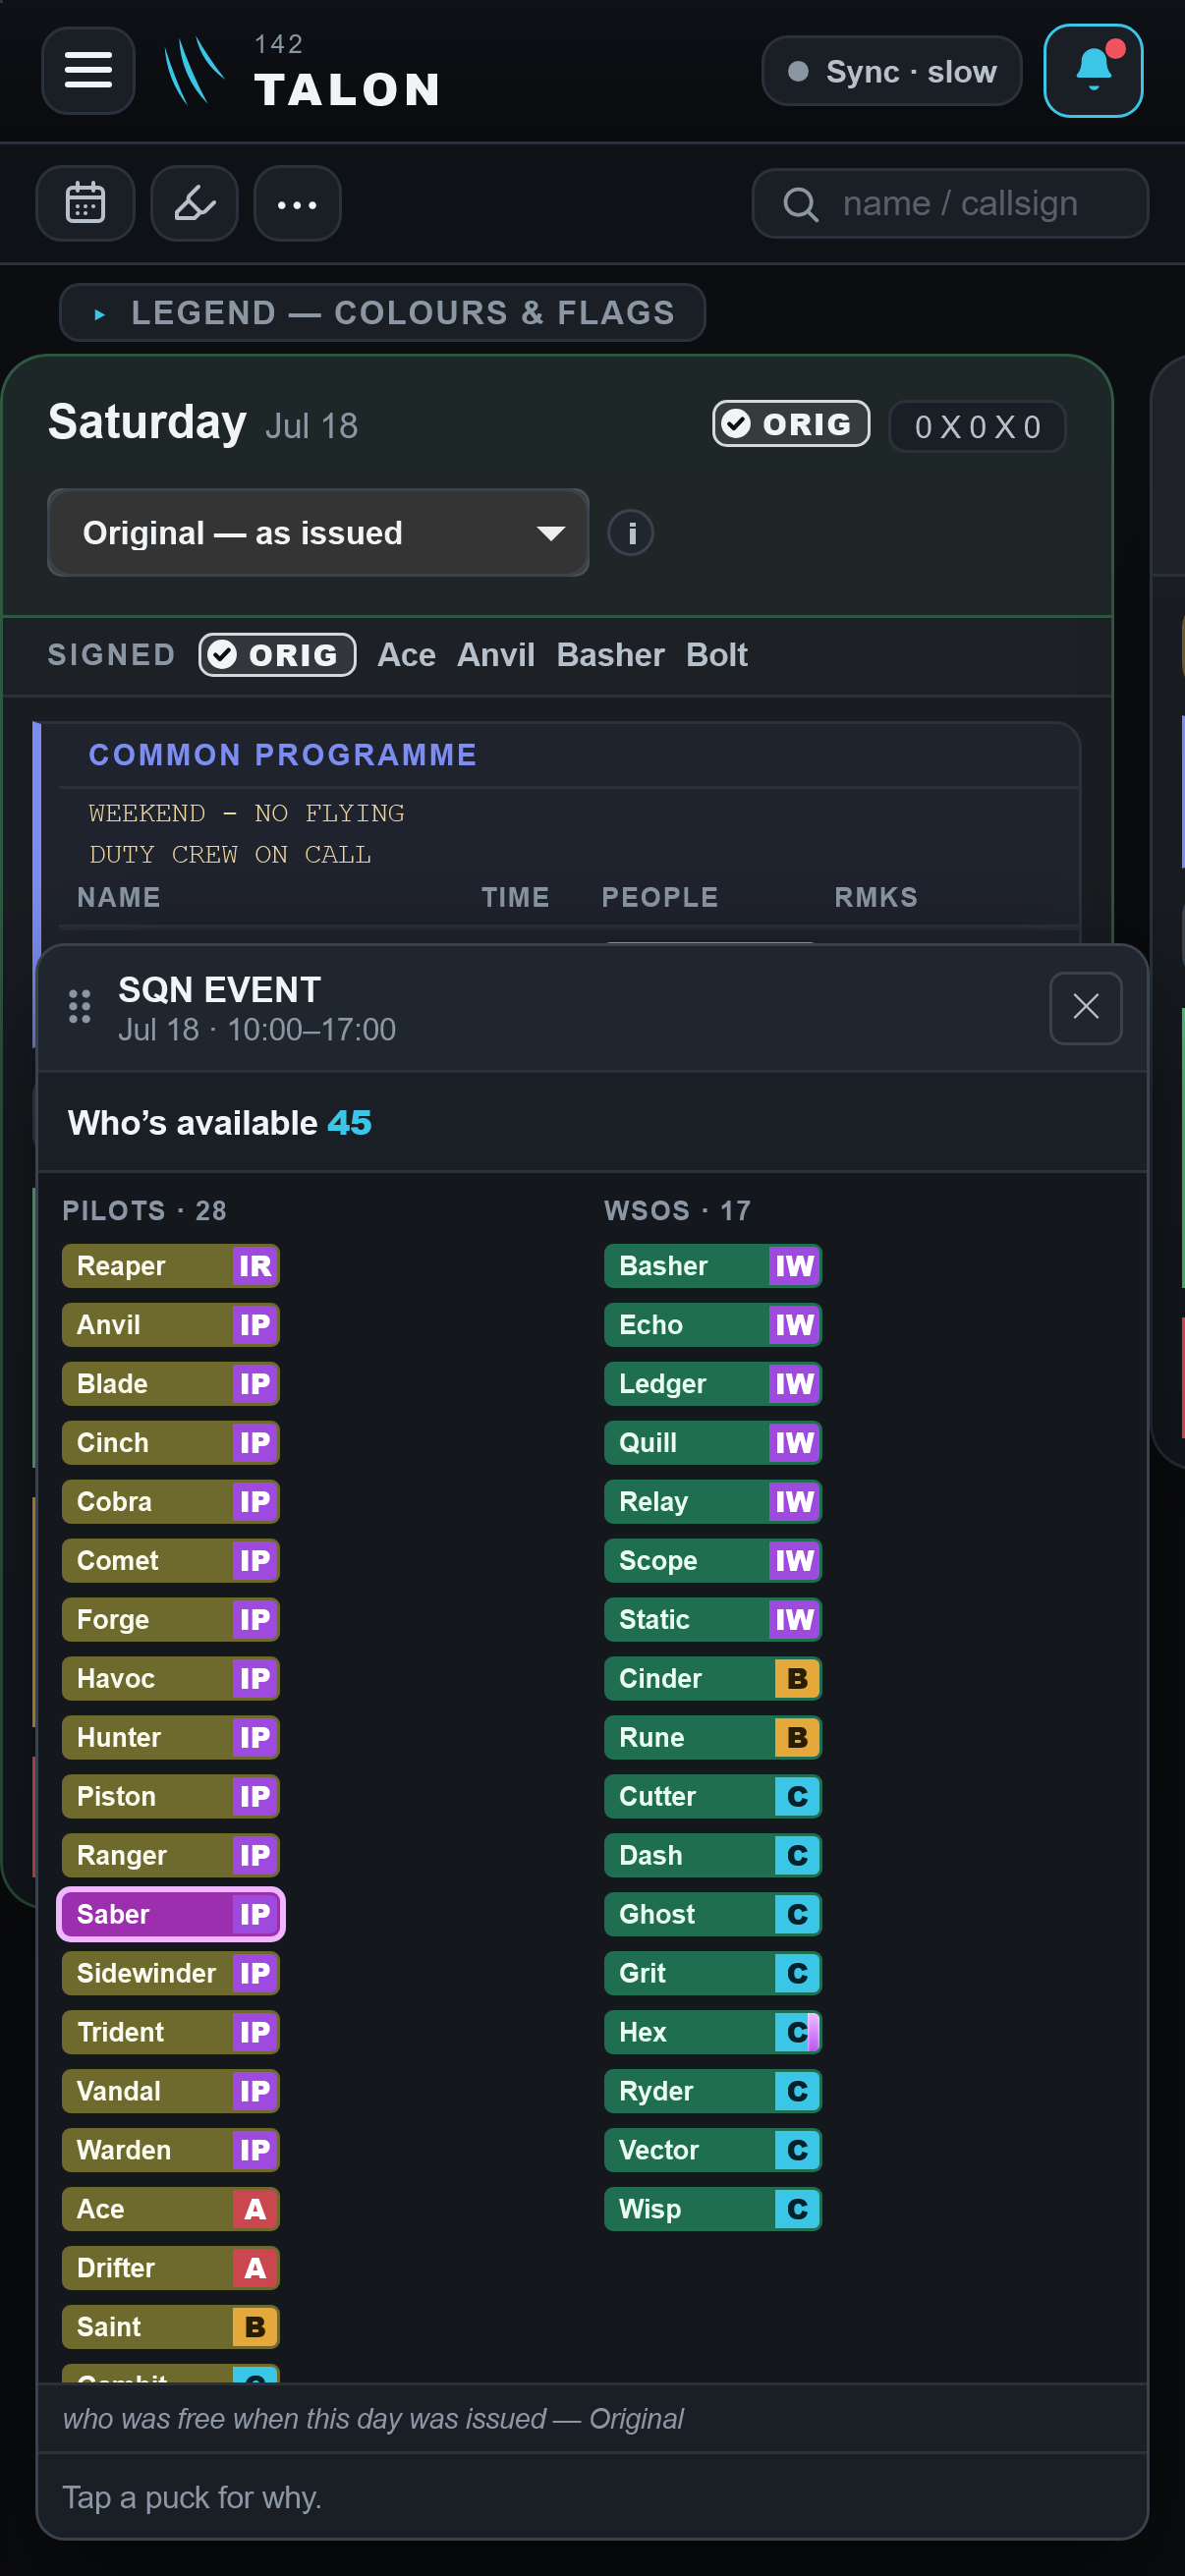 142
TALON
Sync · slow
name / callsign
LEGEND — COLOURS & FLAGS
Saturday Jul 18
ORIG
0 X 0 X 0
Original — as issued
i
SIGNED ORIG Ace Anvil Basher Bolt
COMMON PROGRAMME
WEEKEND – NO FLYING
DUTY CREW ON CALL
NAME TIME PEOPLE RMKS
SQN EVENT
Jul 18 · 10:00–17:00
Who’s available 45
PILOTS · 28
Reaper IR
Anvil IP
Blade IP
Cinch IP
Cobra IP
Comet IP
Forge IP
Havoc IP
Hunter IP
Piston IP
Ranger IP
Saber IP
Sidewinder IP
Trident IP
Vandal IP
Warden IP
Ace A
Drifter A
Saint B
WSOS · 17
Basher IW
Echo IW
Ledger IW
Quill IW
Relay IW
Scope IW
Static IW
Cinder B
Rune B
Cutter C
Dash C
Ghost C
Grit C
Hex C
Ryder C
Vector C
Wisp C
who was free when this day was issued — Original
Tap a puck for why.